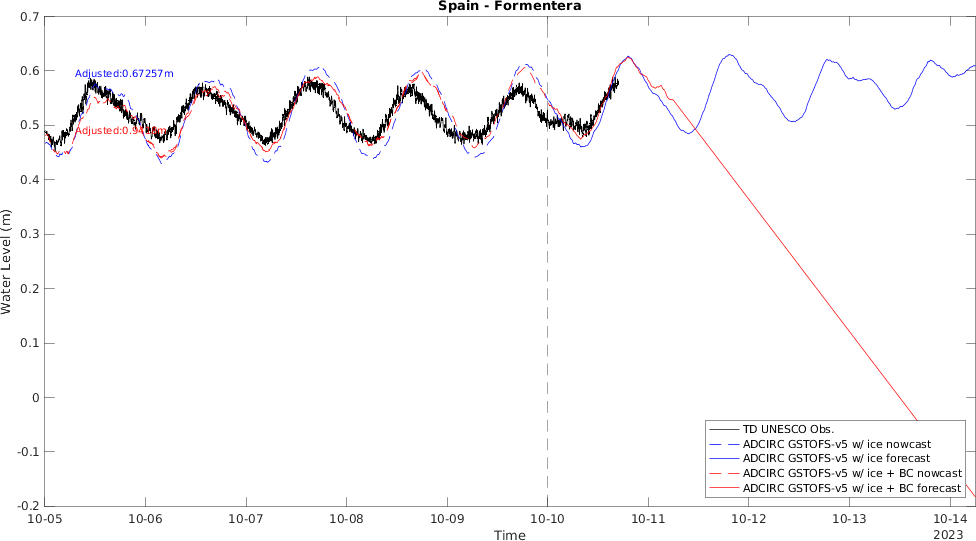 Spain - Formentera
0.7
0.6
0.5
0.4
0.3
0.2
0.1
0
-0.1
-0.2
Water Level (m)
Adjusted:0.67257m
TD UNESCO Obs.
ADCIRC GSTOFS-v5 w/ ice nowcast
ADCIRC GSTOFS-v5 w/ ice forecast
ADCIRC GSTOFS-v5 w/ ice + BC nowcast
ADCIRC GSTOFS-v5 w/ ice + BC forecast
10-05 10-06 10-07 10-08 10-09 10-10 10-11 10-12 10-13 10-14
2023
Time